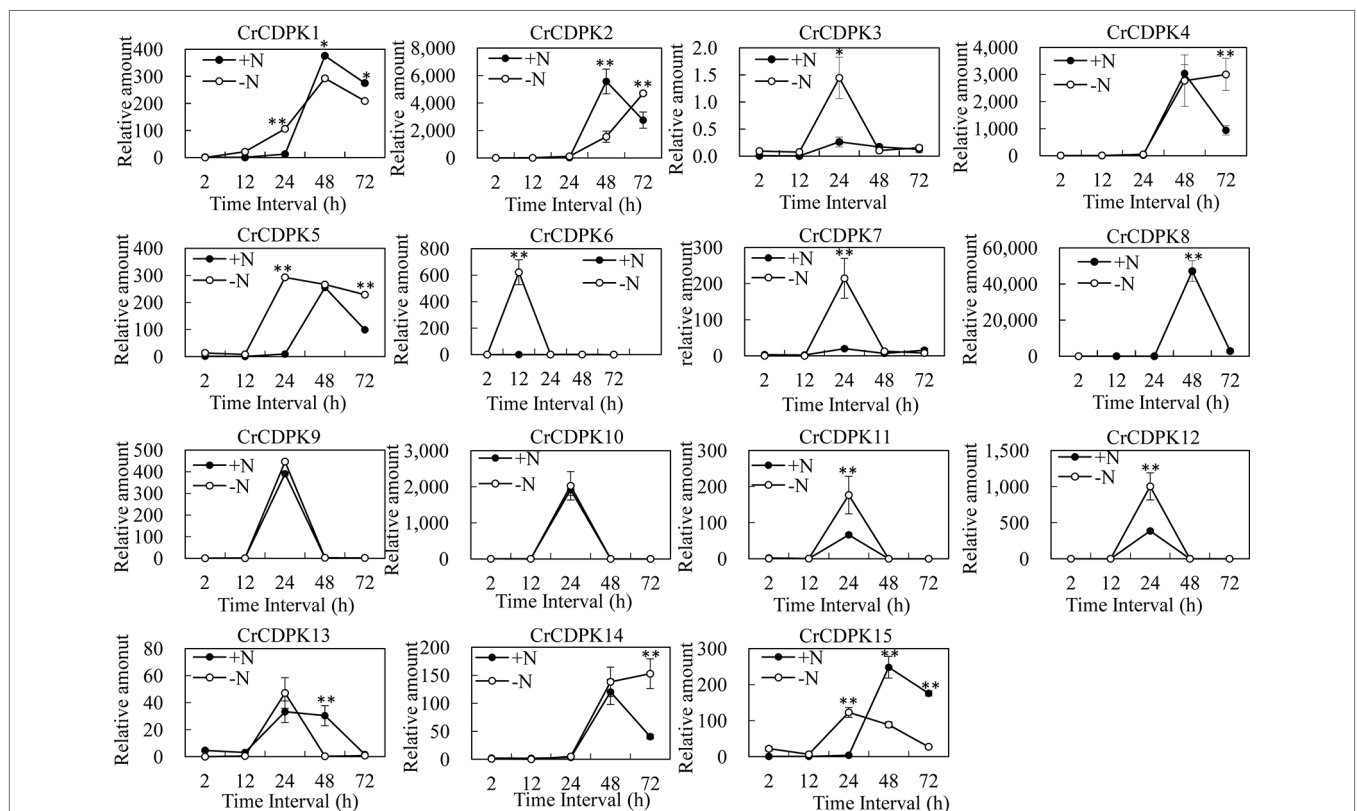 CrCDPK1
Relative amount
400
300
200
100
0
+N
-N
**
*
*
2 12 24 48 72
Time Interval (h)
CrCDPK2
Relative amount
8,000
6,000
4,000
2,000
0
+N
-N
**
**
2 12 24 48 72
Time Interval (h)
CrCDPK3
Relative amount
2.0
1.5
1.0
0.5
0.0
+N
-N
*
2 12 24 48 72
Time Interval
CrCDPK4
Relative amount
4,000
3,000
2,000
1,000
0
+N
-N
**
2 12 24 48 72
Time Interval (h)
CrCDPK5
Relative amount
400
300
200
100
0
+N
-N
**
**
2 12 24 48 72
Time Interval (h)
CrCDPK6
Relative amount
800
600
400
200
0
+N
-N
**
2 12 24 48 72
Time Interval (h)
CrCDPK7
relative amount
300
200
100
0
+N
-N
**
2 12 24 48 72
Time Interval (h)
CrCDPK8
Relative amount
60,000
40,000
20,000
0
+N
-N
**
2 12 24 48 72
Time Interval (h)
CrCDPK9
Relative amount
500
400
300
200
100
0
+N
-N
2 12 24 48 72
Time Interval (h)
CrCDPK10
Relative amount
3,000
2,000
1,000
0
+N
-N
2 12 24 48 72
Time Interval (h)
CrCDPK11
Relative amount
300
200
100
0
+N
-N
**
2 12 24 48 72
Time Interval (h)
CrCDPK12
Relative amount
1,500
1,000
500
0
+N
-N
**
2 12 24 48 72
Time Interval (h)
CrCDPK13
Relative amonut
80
60
40
20
0
+N
-N
**
2 12 24 48 72
Time Interval (h)
CrCDPK14
Relative amount
200
150
100
50
0
+N
-N
**
2 12 24 48 72
Time Interval (h)
CrCDPK15
Relative amount
300
200
100
0
+N
-N
**
**
**
2 12 24 48 72
Time Interval (h)